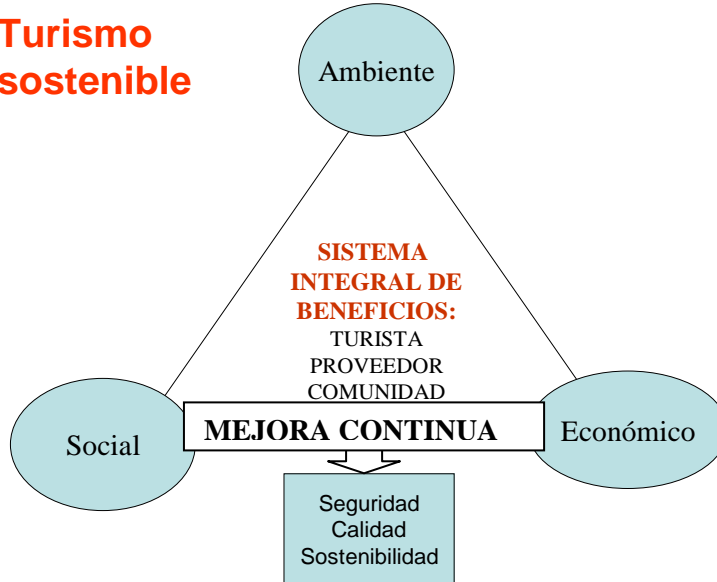 Turismo
sostenible
Ambiente
SISTEMA
INTEGRAL DE
BENEFICIOS:
TURISTA
PROVEEDOR
COMUNIDAD
Social
MEJORA CONTINUA
Económico
Seguridad
Calidad
Sostenibilidad